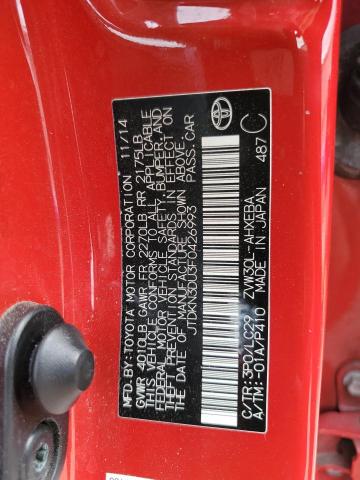 MFD.BY:TOYOTA MOTOR CORPORATION 11/14
GVWR 3910LB GAWR FR 2270LB RR 2175LB
THIS VEHICLE CONFORMS TO ALL APPLICABLE
FEDERAL MOTOR VEHICLE SAFETY, BUMPER, AND
THEFT PREVENTION STANDARDS IN EFFECT ON
THE DATE OF MANUFACTURE SHOWN ABOVE.
JTDKN3DU3F0426993 PASS.CAR
C/TR:3P0/LC29 ZVW30L-AHXEBA
A/TM:-01A/P410 MADE IN JAPAN 487 C